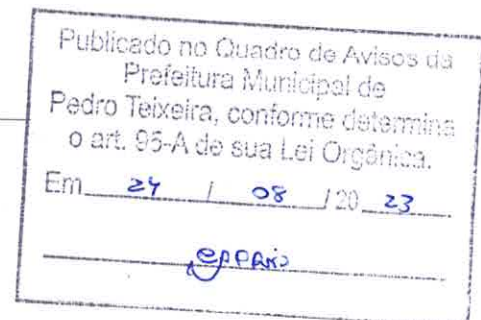 Publicado no Quadro de Avisos da
Prefeitura Municipal de
Pedro Teixeira, conforme determina
o art. 95-A de sua Lei Orgânica.
Em 24 / 08 / 20 23